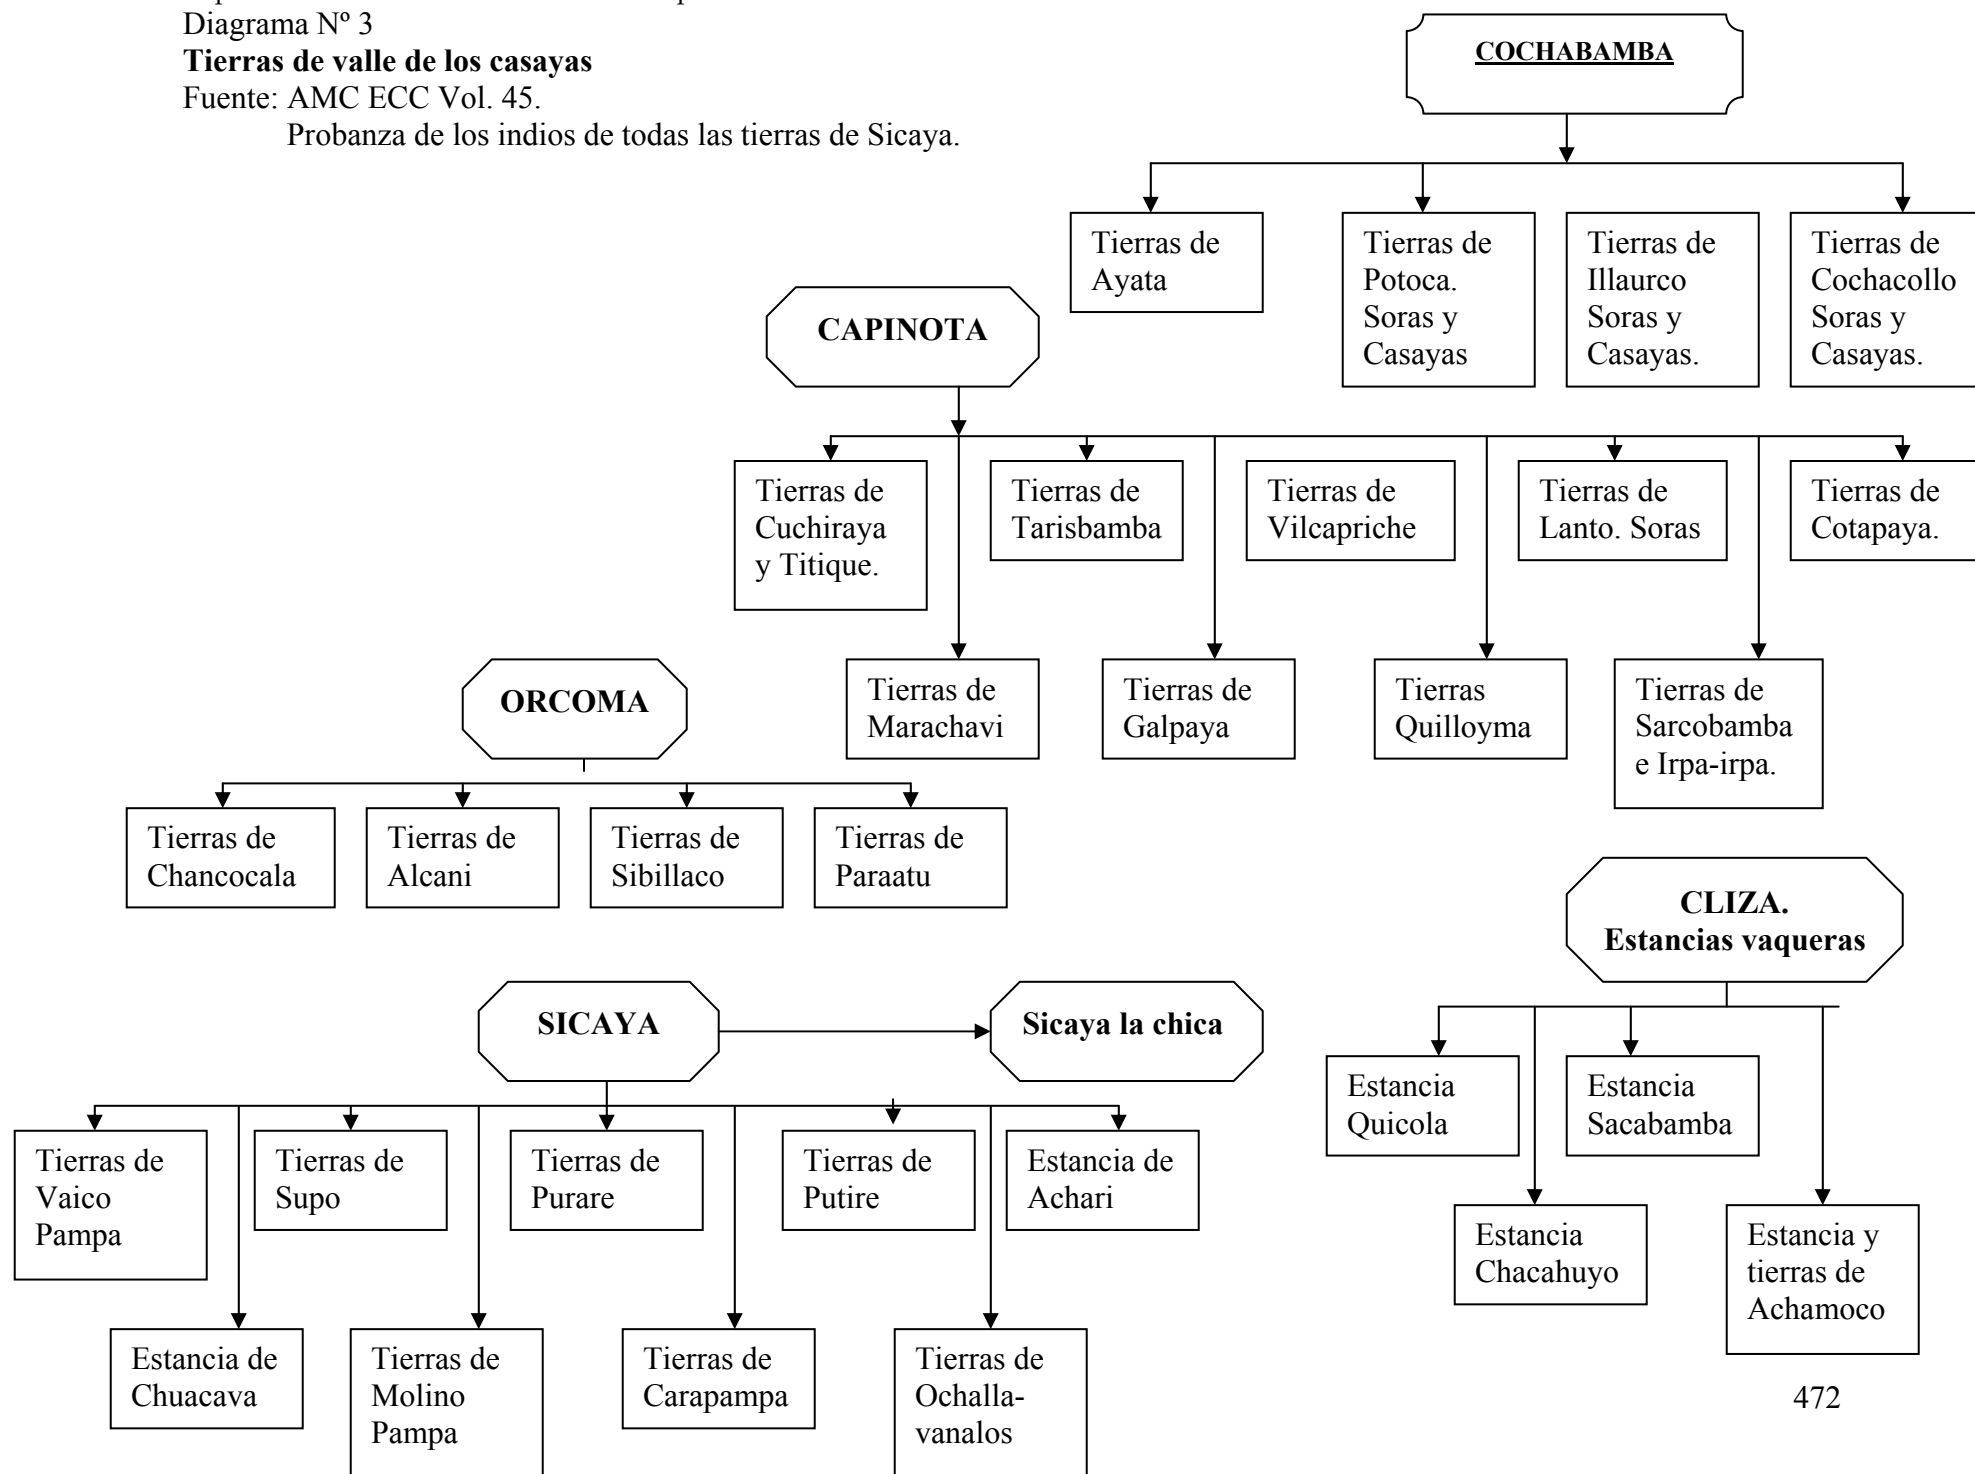 Diagrama Nº 3
Tierras de valle de los casayas
Fuente: AMC ECC Vol. 45.
Probanza de los indios de todas las tierras de Sicaya.
COCHABAMBA
Tierras de
Ayata
Tierras de
Potoca.
Soras y
Casayas
Tierras de
Illaurco
Soras y
Casayas.
Tierras de
Cochacollo
Soras y
Casayas.
CAPINOTA
Tierras de
Cuchiraya
y Titique.
Tierras de
Tarisbamba
Tierras de
Vilcapriche
Tierras de
Lanto. Soras
Tierras de
Cotapaya.
Tierras de
Marachavi
Tierras de
Galpaya
Tierras
Quilloyma
Tierras de
Sarcobamba
e Irpa-irpa.
ORCOMA
Tierras de
Chancocala
Tierras de
Alcani
Tierras de
Sibillaco
Tierras de
Paraatu
CLIZA.
Estancias vaqueras
Estancia
Quicola
Estancia
Sacabamba
Estancia
Chacahuyo
Estancia y
tierras de
Achamoco
SICAYA
Sicaya la chica
Tierras de
Vaico
Pampa
Tierras de
Supo
Tierras de
Purare
Tierras de
Putire
Estancia de
Achari
Estancia de
Chuacava
Tierras de
Molino
Pampa
Tierras de
Carapampa
Tierras de
Ochalla-
vanalos
472